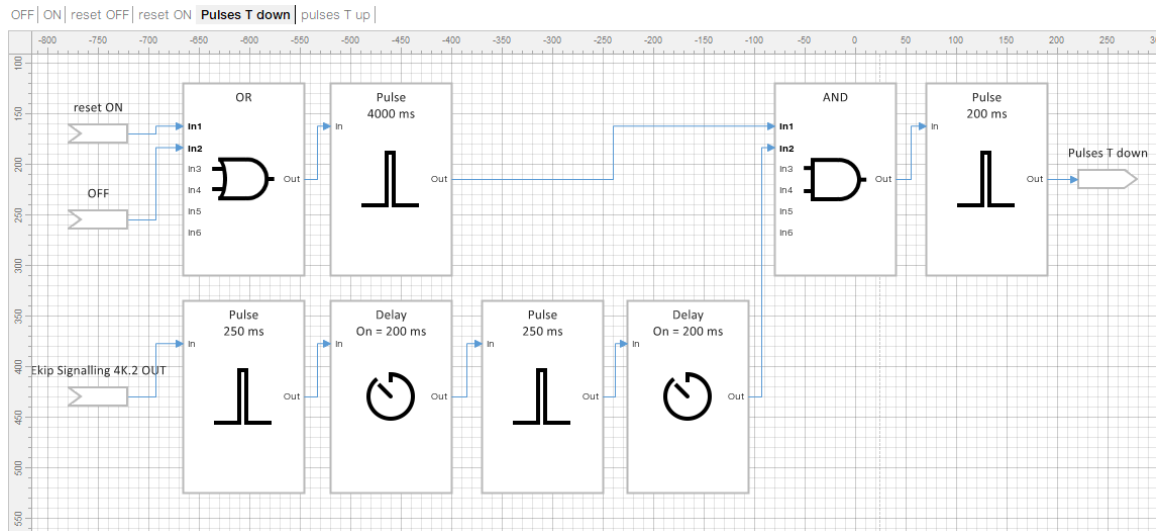 OFF ON reset OFF reset ON Pulses T down pulses T up
-800 -750 -700 -650 -600 -550 -500 -450 -400 -350 -300 -250 -200 -150 -100 -50 0 50 100 150 200 250 300
100
150
200
250
300
350
400
450
500
550
reset ON
OFF
OR
In1
In2
In3
In4
In5
In6
Out
Pulse
4000 ms
In
Out
AND
In1
In2
In3
In4
In5
In6
Out
Pulse
200 ms
In
Out
Pulses T down
Ekip Signalling 4K.2 OUT
Pulse
250 ms
In
Out
Delay
On = 200 ms
In
Out
Pulse
250 ms
In
Out
Delay
On = 200 ms
In
Out